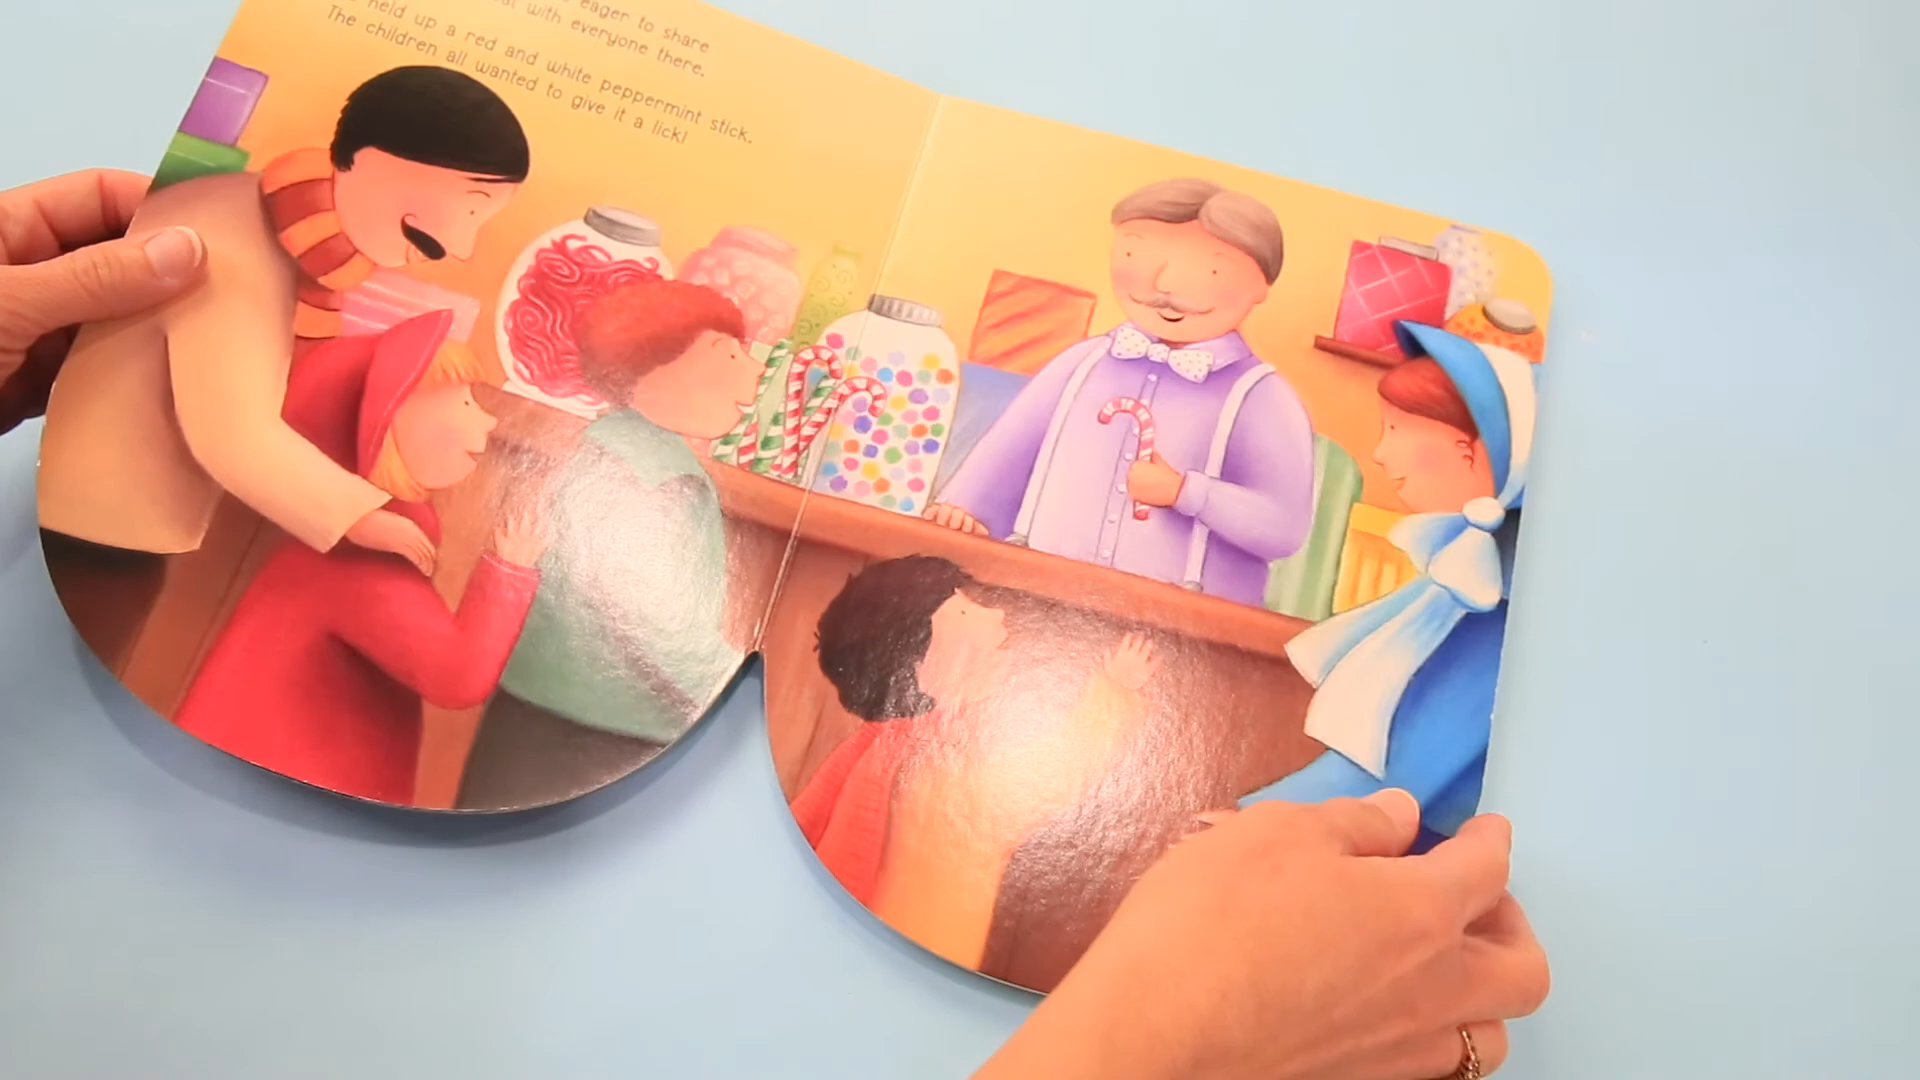 eager to share
with everyone there.
held up a red and white peppermint stick.
The children all wanted to give it a lick!